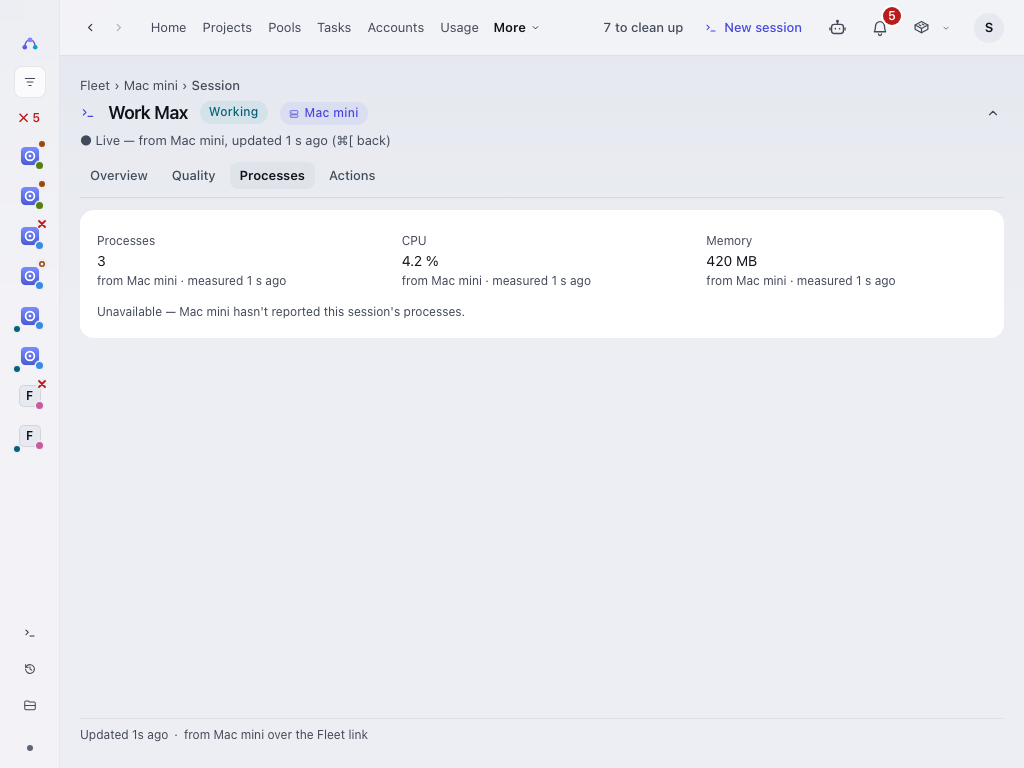 Home Projects Pools Tasks Accounts Usage More 7 to clean up New session 5 S
5
F
F
Fleet › Mac mini › Session
Work Max Working Mac mini
Live — from Mac mini, updated 1 s ago (⌘[ back)
Overview Quality Processes Actions
Processes CPU Memory
3 4.2 % 420 MB
from Mac mini · measured 1 s ago from Mac mini · measured 1 s ago from Mac mini · measured 1 s ago
Unavailable — Mac mini hasn't reported this session's processes.
Updated 1s ago · from Mac mini over the Fleet link